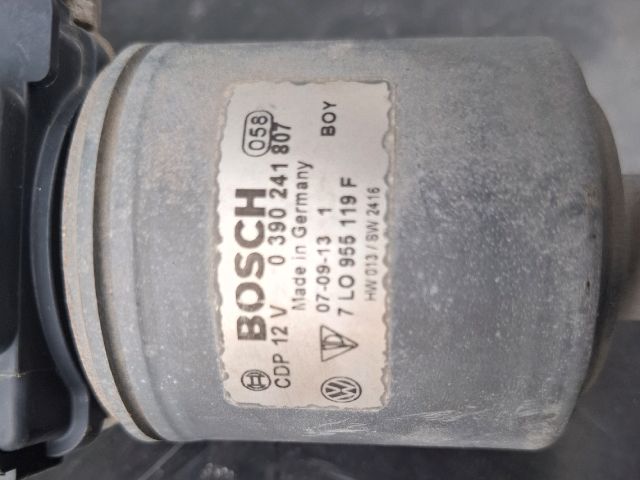 BOSCH 058
CDP 12 V 0 390 241 807
Made in Germany
07-09-13 1 BOY
7 LO 955 119 F
HW 013 / SW 2416